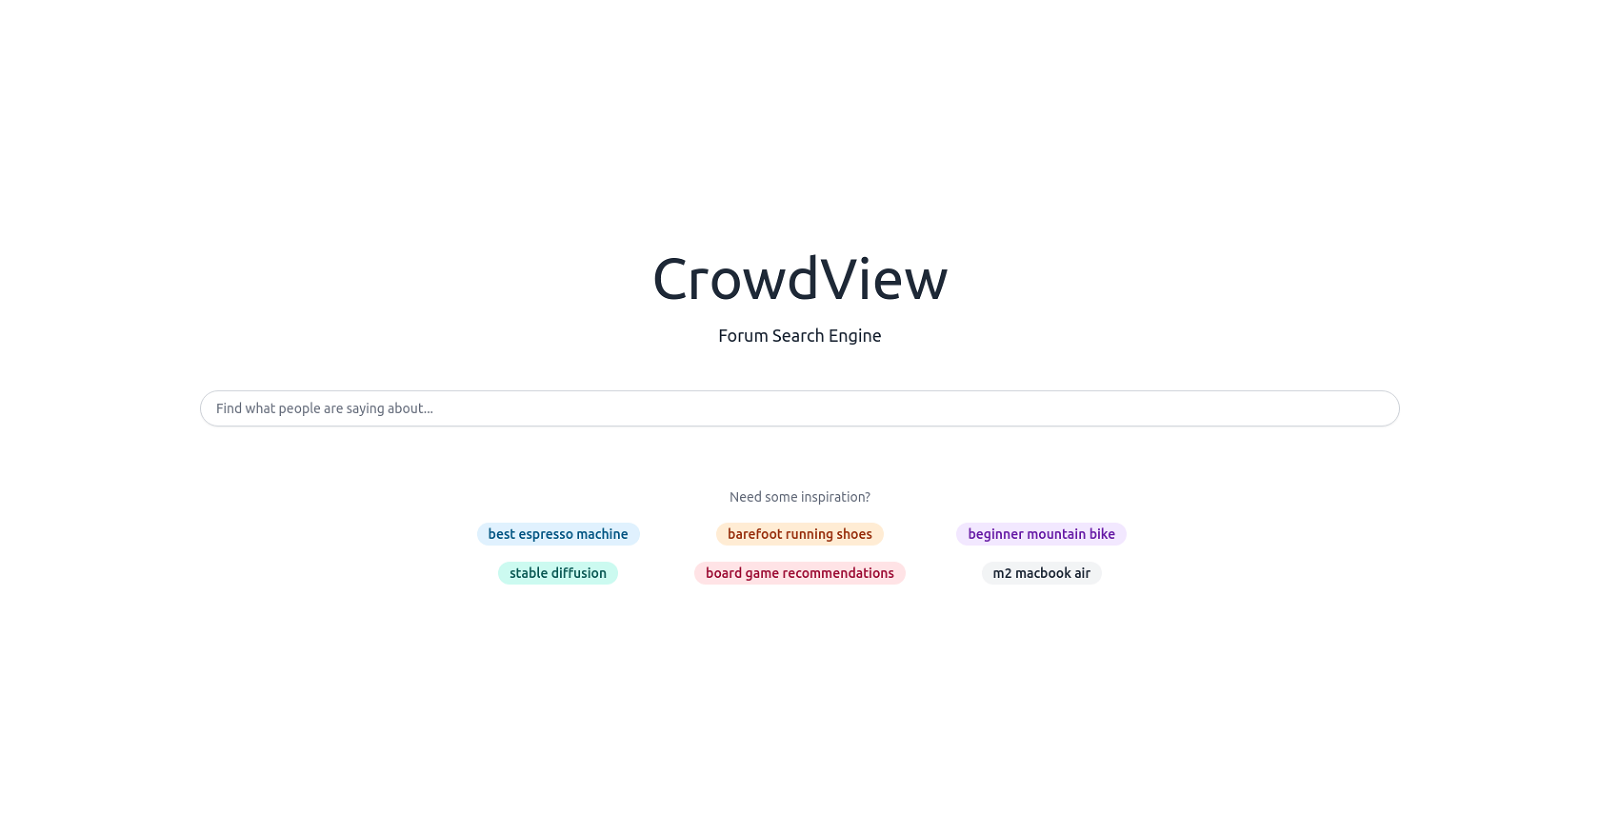 CrowdView
Forum Search Engine
Find what people are saying about...
Need some inspiration?
best espresso machine
barefoot running shoes
beginner mountain bike
stable diffusion
board game recommendations
m2 macbook air